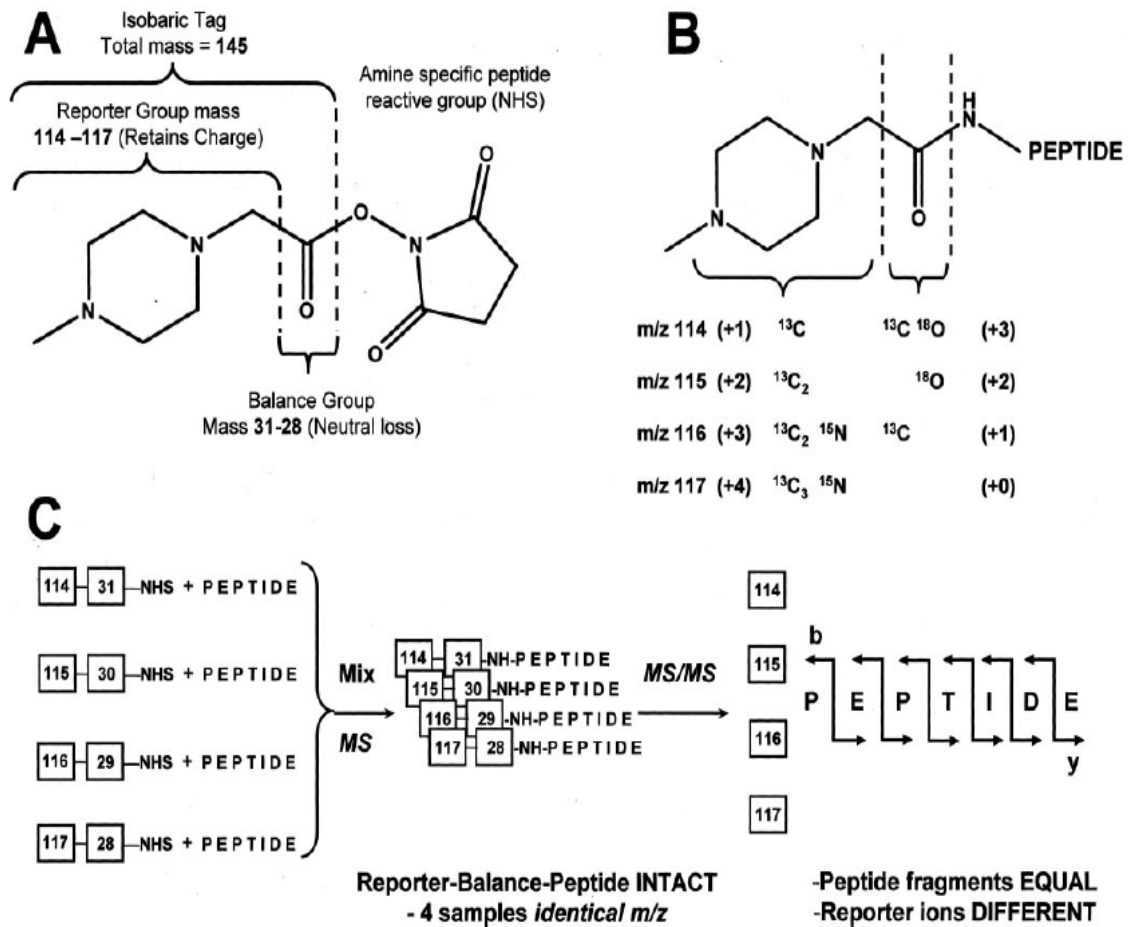 A
Isobaric Tag
Total mass = 145
Reporter Group mass
114 –117 (Retains Charge)
Amine specific peptide
reactive group (NHS)
N
N
O
O
N
O
O
Balance Group
Mass 31-28 (Neutral loss)
B
N
N
O
H
N
PEPTIDE
m/z 114 (+1) ¹³C ¹³C ¹⁸O (+3)
m/z 115 (+2) ¹³C₂ ¹⁸O (+2)
m/z 116 (+3) ¹³C₂ ¹⁵N ¹³C (+1)
m/z 117 (+4) ¹³C₃ ¹⁵N (+0)
C
114 31 NHS + PEPTIDE
115 30 NHS + PEPTIDE
116 29 NHS + PEPTIDE
117 28 NHS + PEPTIDE
Mix
MS
114 31 -NH-PEPTIDE
115 30 -NH-PEPTIDE
116 29 -NH-PEPTIDE
117 28 -NH-PEPTIDE
MS/MS
114
115
116
117
b
P E P T I D E
y
Reporter-Balance-Peptide INTACT
- 4 samples identical m/z
-Peptide fragments EQUAL
-Reporter ions DIFFERENT